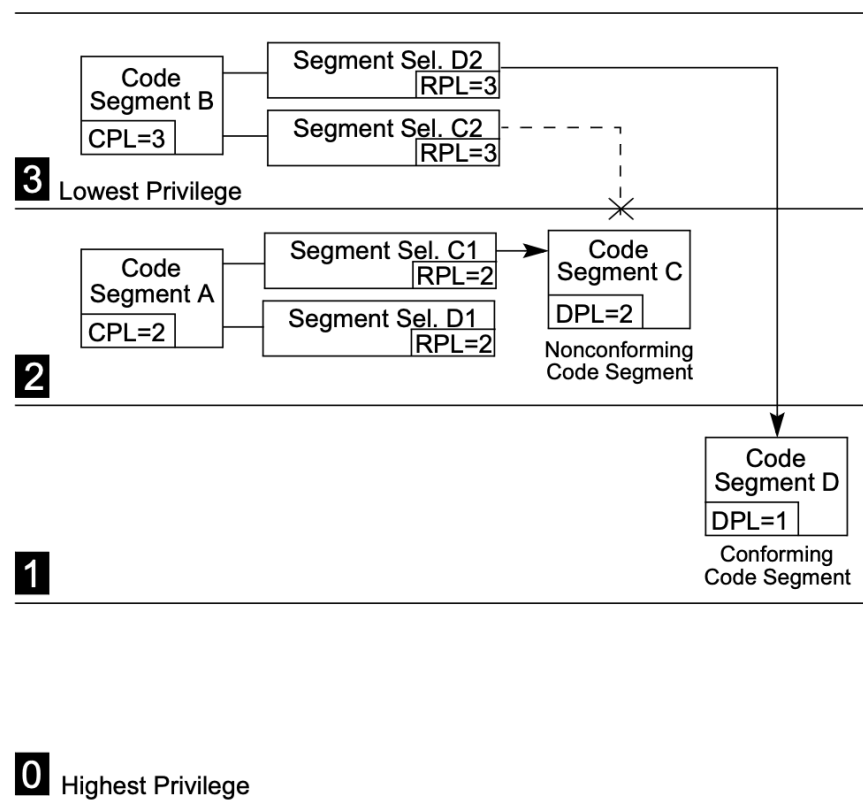 Code
Segment B
CPL=3
Segment Sel. D2
RPL=3
Segment Sel. C2
RPL=3
3
Lowest Privilege
Code
Segment A
CPL=2
Segment Sel. C1
RPL=2
Segment Sel. D1
RPL=2
Code
Segment C
DPL=2
Nonconforming
Code Segment
2
Code
Segment D
DPL=1
Conforming
Code Segment
1
0
Highest Privilege